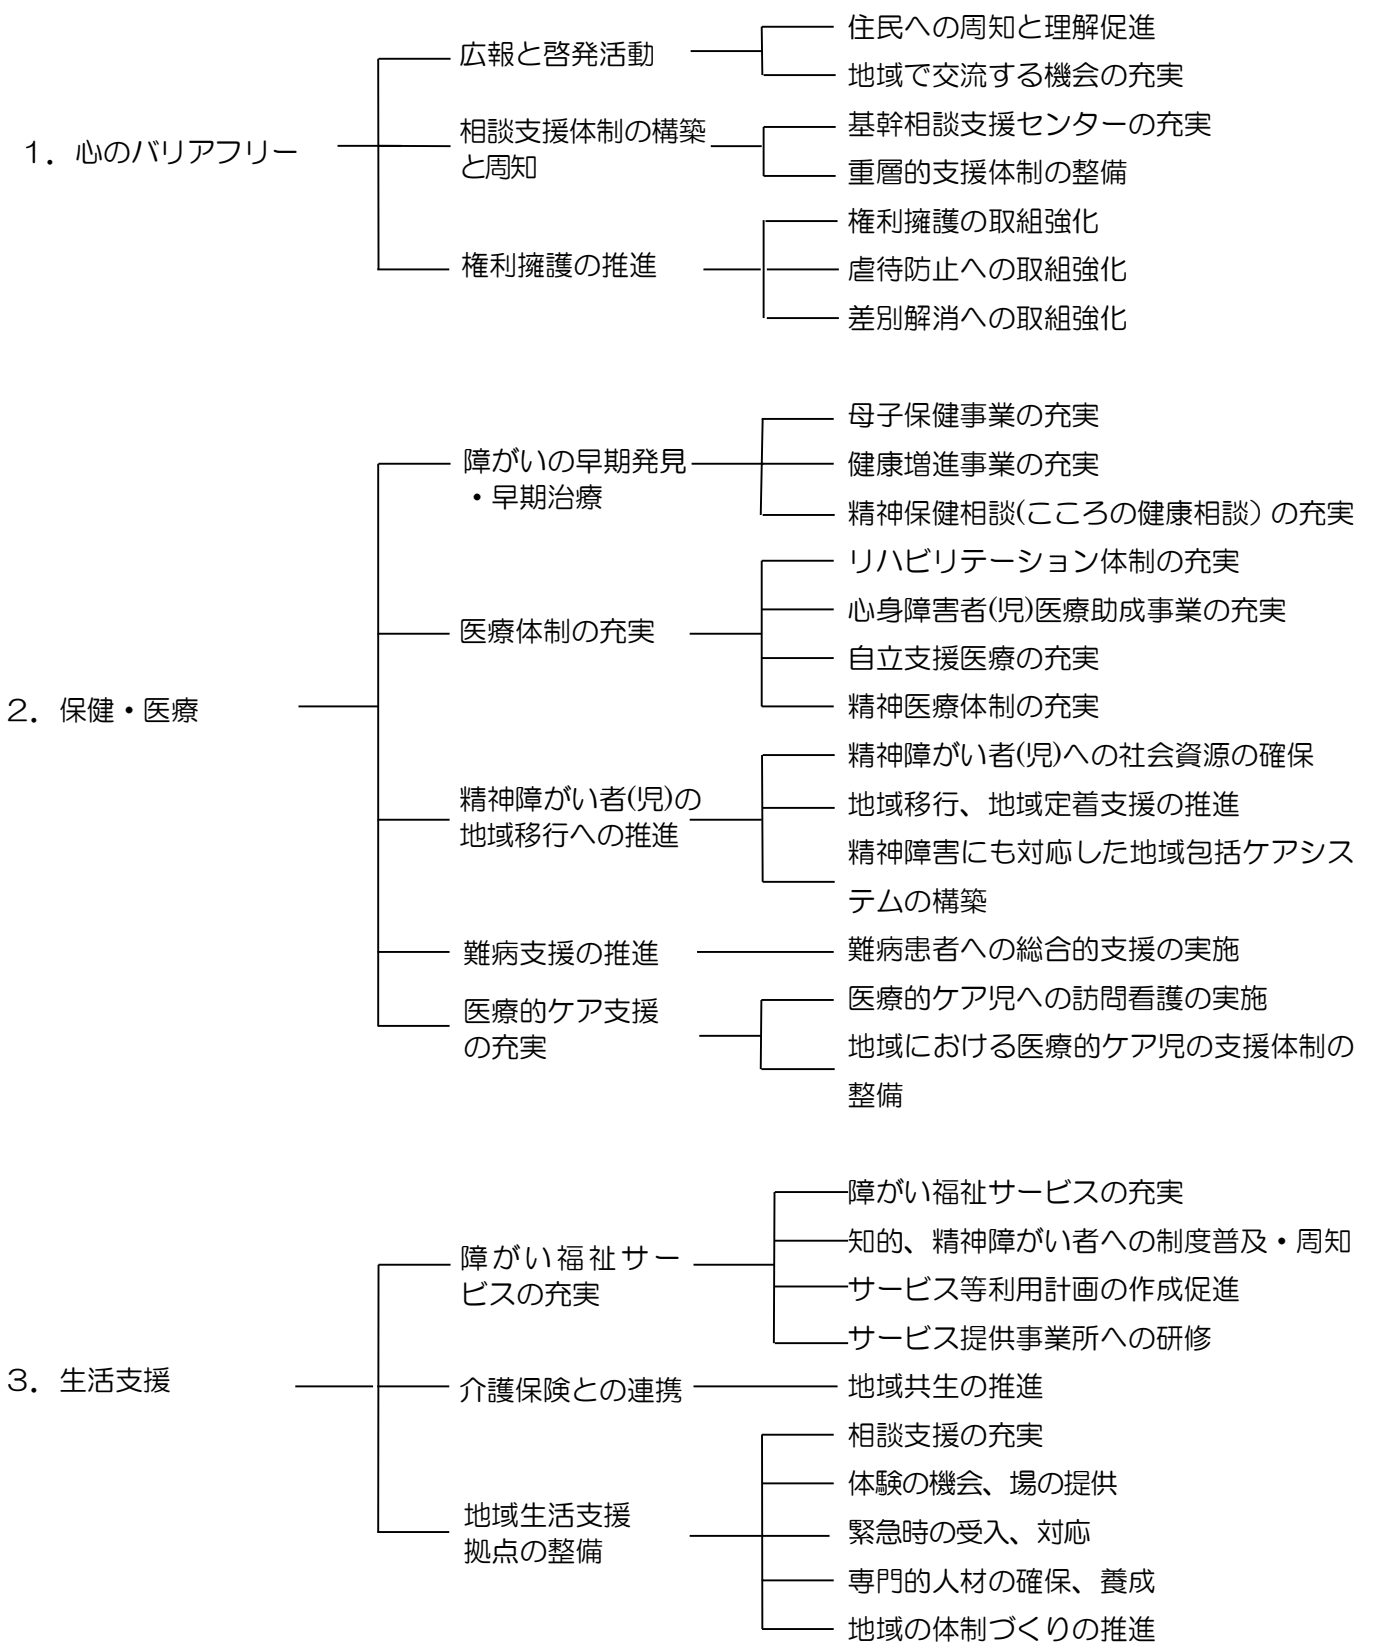 1．心のバリアフリー
広報と啓発活動
住民への周知と理解促進
地域で交流する機会の充実
相談支援体制の構築
と周知
基幹相談支援センターの充実
重層的支援体制の整備
権利擁護の推進
権利擁護の取組強化
虐待防止への取組強化
差別解消への取組強化
2．保健・医療
障がいの早期発見
・早期治療
母子保健事業の充実
健康増進事業の充実
精神保健相談(こころの健康相談）の充実
医療体制の充実
リハビリテーション体制の充実
心身障害者(児)医療助成事業の充実
自立支援医療の充実
精神医療体制の充実
精神障がい者(児)の
地域移行への推進
精神障がい者(児)への社会資源の確保
地域移行、地域定着支援の推進
精神障害にも対応した地域包括ケアシス
テムの構築
難病支援の推進
難病患者への総合的支援の実施
医療的ケア支援
の充実
医療的ケア児への訪問看護の実施
地域における医療的ケア児の支援体制の
整備
3．生活支援
障がい福祉サー
ビスの充実
障がい福祉サービスの充実
知的、精神障がい者への制度普及・周知
サービス等利用計画の作成促進
サービス提供事業所への研修
介護保険との連携
地域共生の推進
地域生活支援
拠点の整備
相談支援の充実
体験の機会、場の提供
緊急時の受入、対応
専門的人材の確保、養成
地域の体制づくりの推進